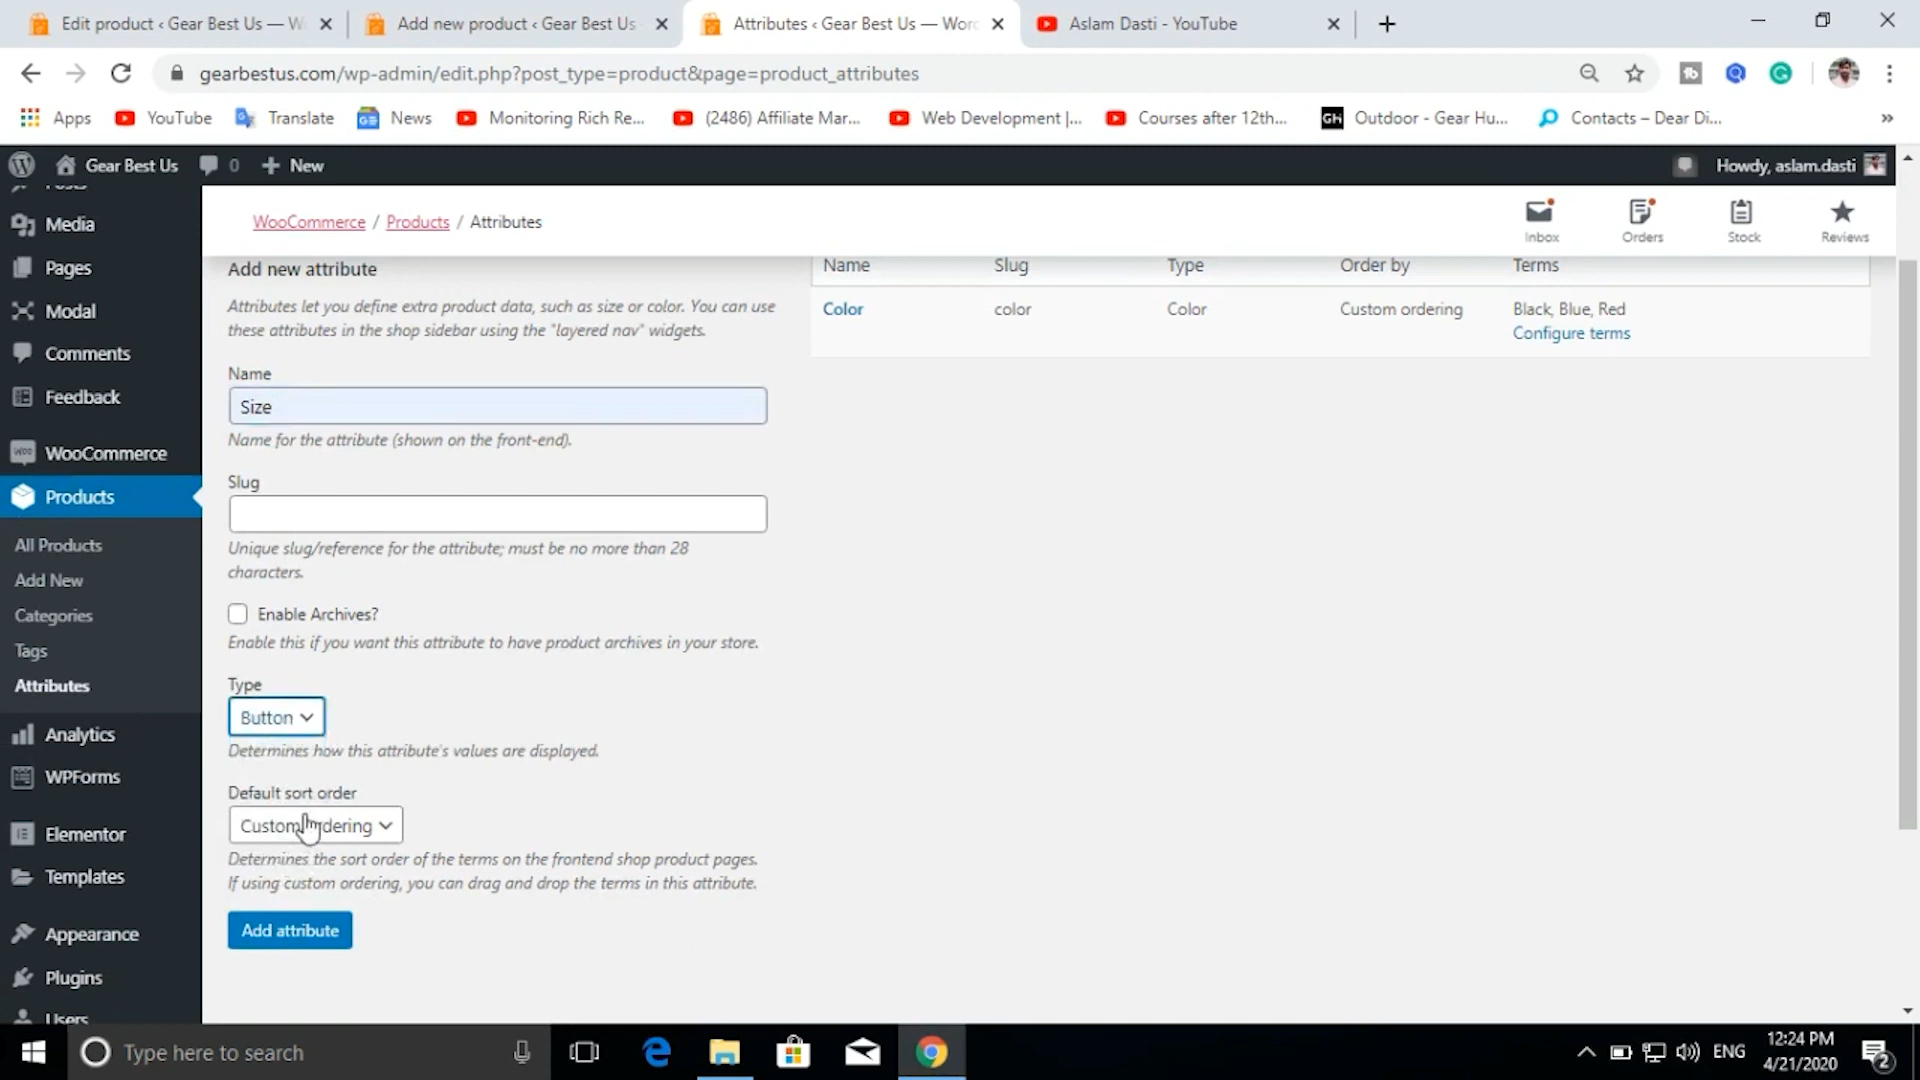 Edit product ‹ Gear Best Us — W
Add new product ‹ Gear Best Us
Attributes ‹ Gear Best Us — Word
Aslam Dasti - YouTube
gearbestus.com/wp-admin/edit.php?post_type=product&page=product_attributes
Apps
YouTube
Translate
News
Monitoring Rich Re...
(2486) Affiliate Mar...
Web Development |...
Courses after 12th...
GH
Outdoor - Gear Hu...
Contacts – Dear Di...
»
Gear Best Us
0
+ New
Howdy, aslam.dasti
Posts
Media
Pages
Modal
Comments
Feedback
WooCommerce
Products
All Products
Add New
Categories
Tags
Attributes
Analytics
WPForms
Elementor
Templates
Appearance
Plugins
Users
WooCommerce / Products / Attributes
Inbox
Orders
Stock
Reviews
Add new attribute
Attributes let you define extra product data, such as size or color. You can use
these attributes in the shop sidebar using the "layered nav" widgets.
Name
Size
Name for the attribute (shown on the front-end).
Slug
Unique slug/reference for the attribute; must be no more than 28
characters.
Enable Archives?
Enable this if you want this attribute to have product archives in your store.
Type
Button
Determines how this attribute's values are displayed.
Default sort order
Custom ordering
Determines the sort order of the terms on the frontend shop product pages.
If using custom ordering, you can drag and drop the terms in this attribute.
Add attribute
Name Slug Type Order by Terms
Color color Color Custom ordering Black, Blue, Red
Configure terms
Type here to search
ENG
12:24 PM
4/21/2020
2